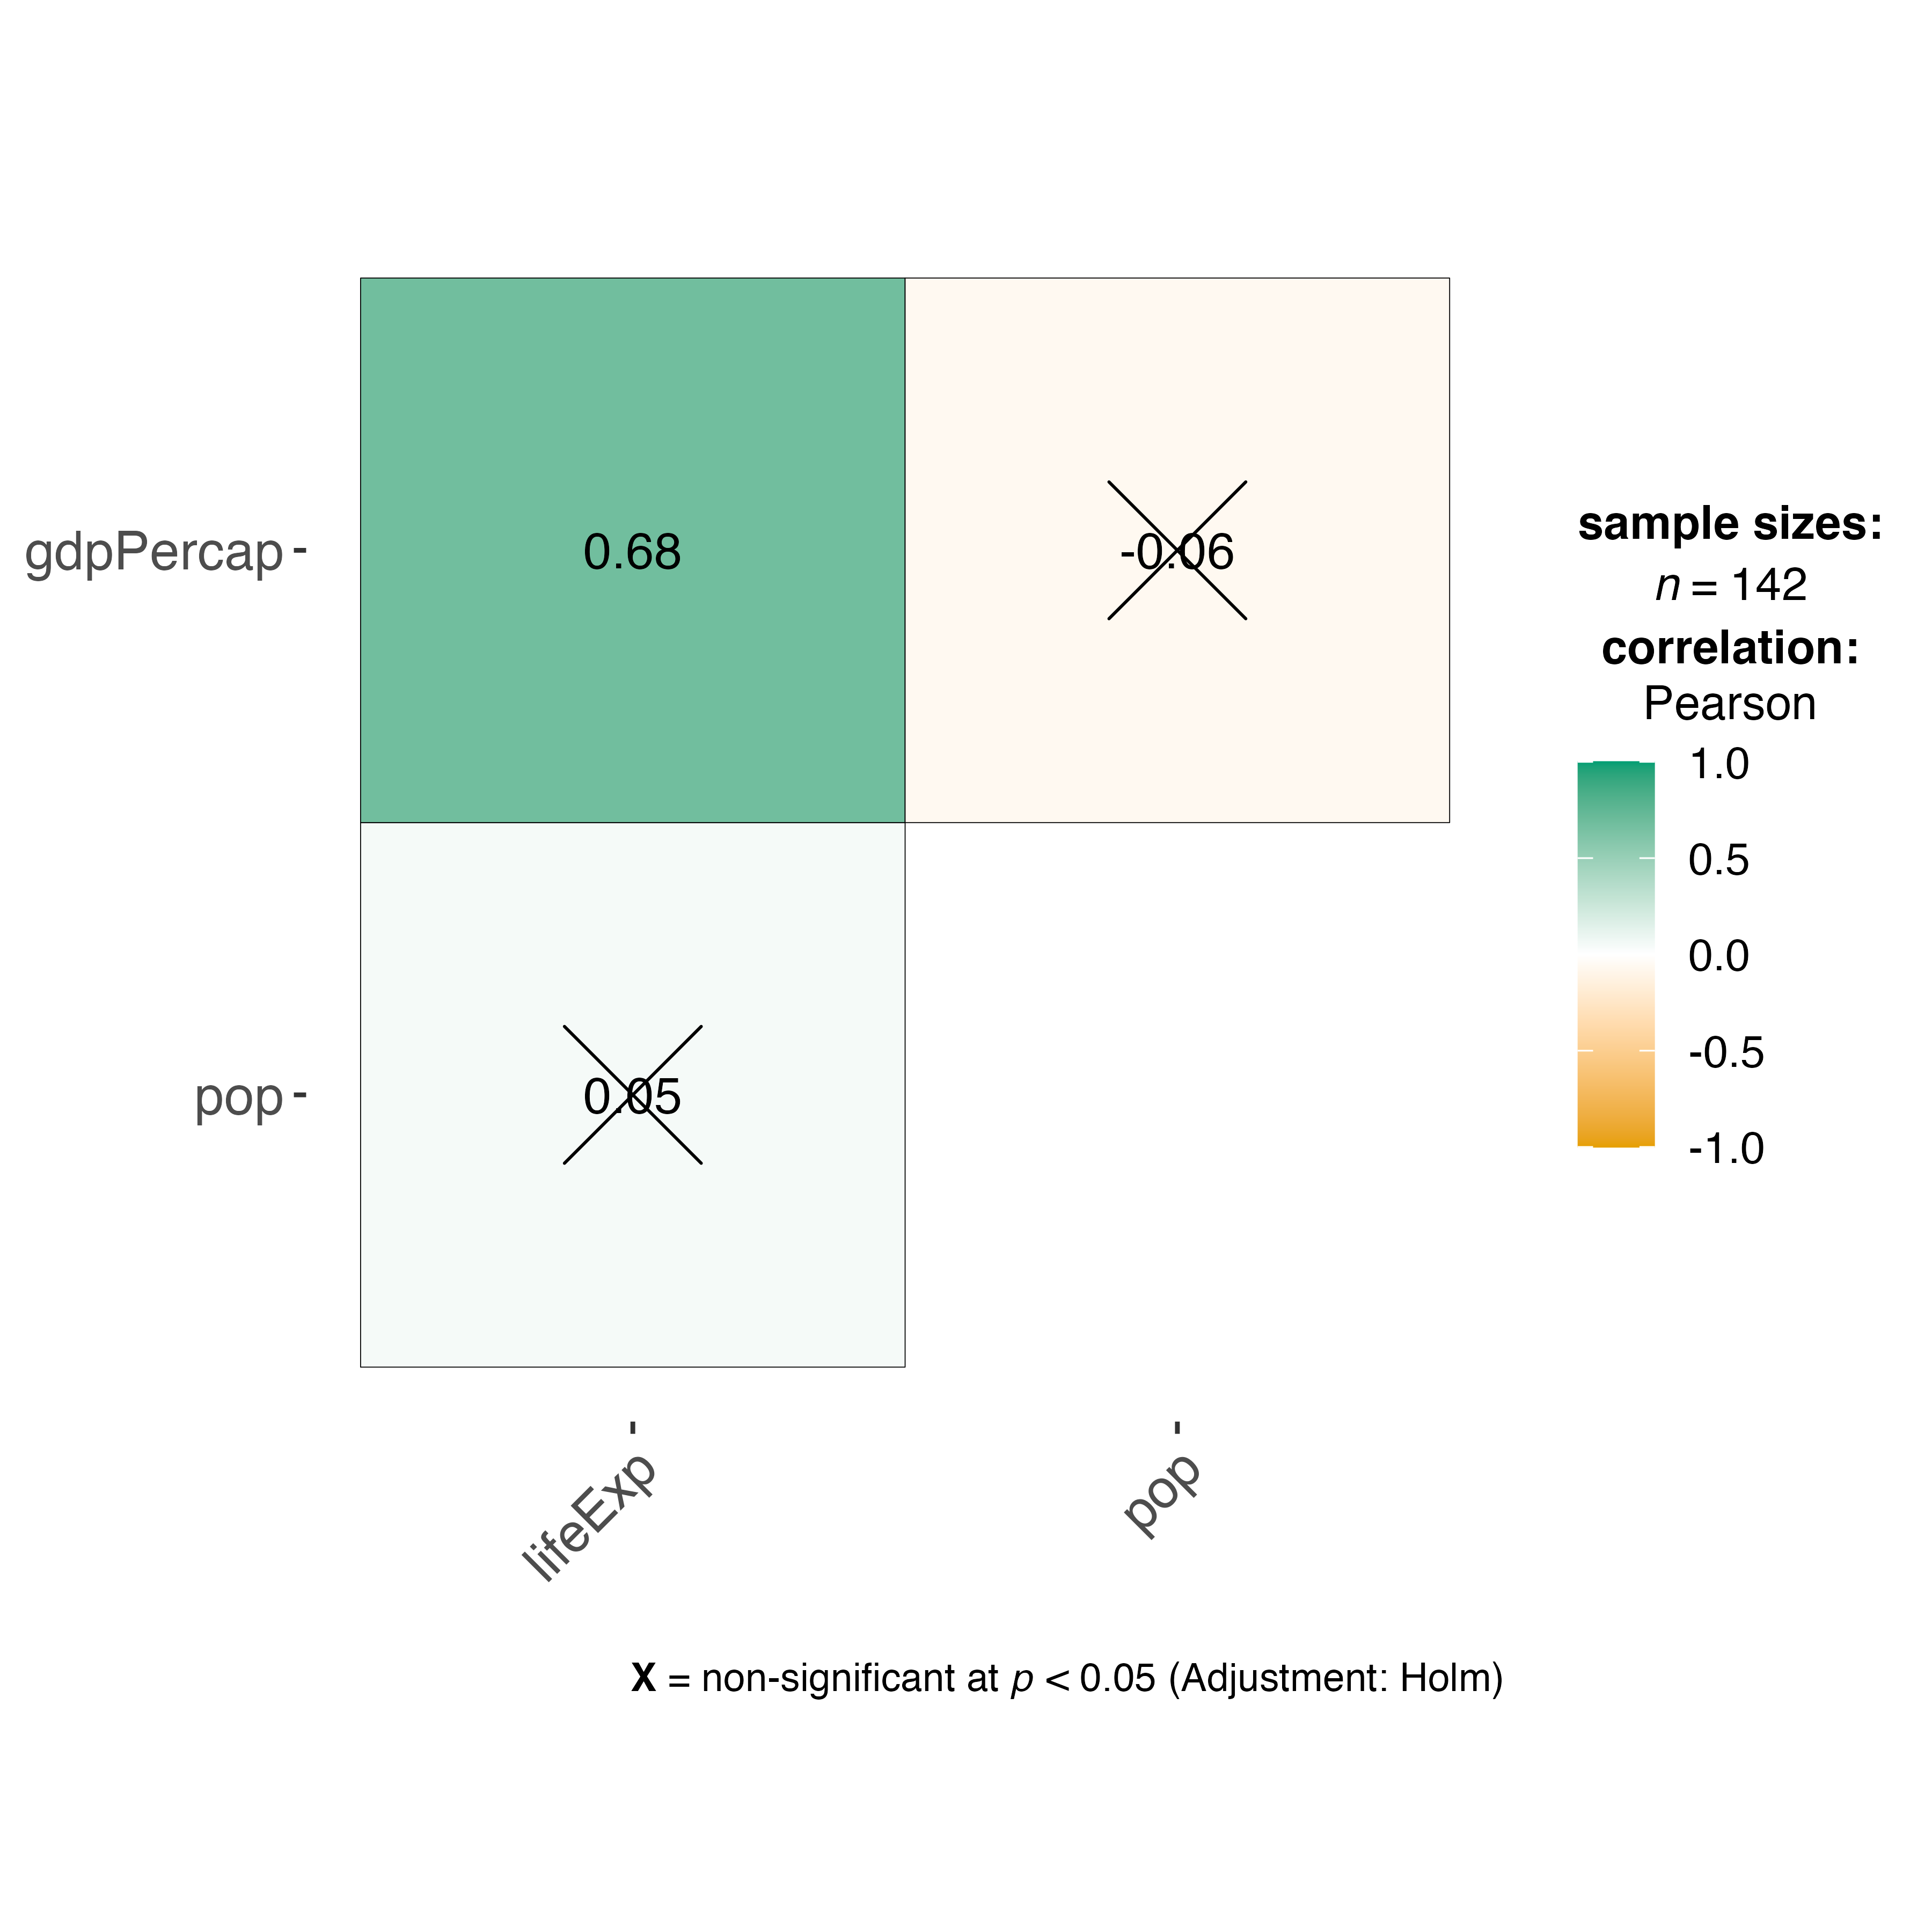 gdpPercap
0.68
-0.06
pop
0.05
lifeExp
pop
sample sizes:
n = 142
correlation:
Pearson
1.0
0.5
0.0
-0.5
-1.0
X = non-significant at p < 0.05 (Adjustment: Holm)